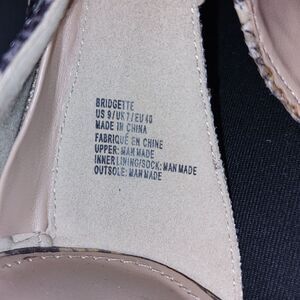 BRIDGETTE
US 9/UK 7/EU 40
MADE IN CHINA
FABRIQUÉ EN CHINE
UPPER: MAN MADE
INNER LINING/SOCK: MAN MADE
OUTSOLE: MAN MADE